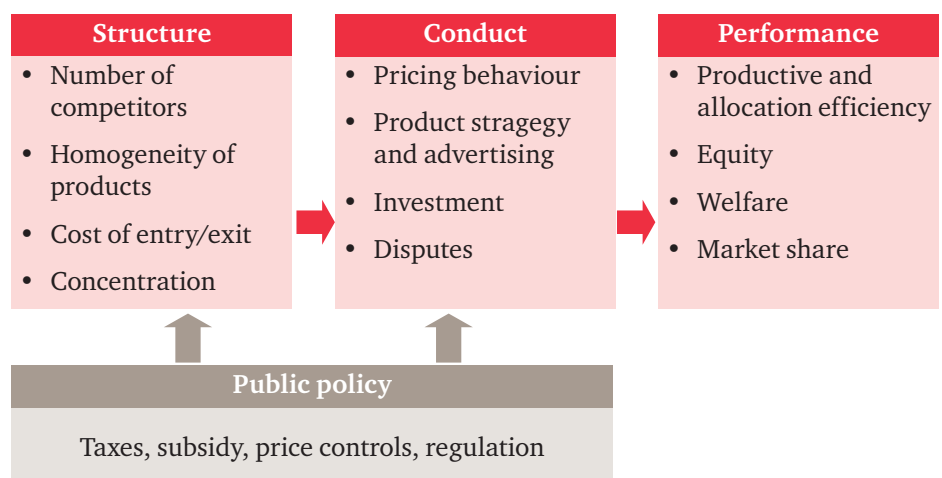 Structure
• Number of
competitors
• Homogeneity of
products
• Cost of entry/exit
• Concentration
Conduct
• Pricing behaviour
• Product stragegy
and advertising
• Investment
• Disputes
Performance
• Productive and
allocation efficiency
• Equity
• Welfare
• Market share
Public policy
Taxes, subsidy, price controls, regulation